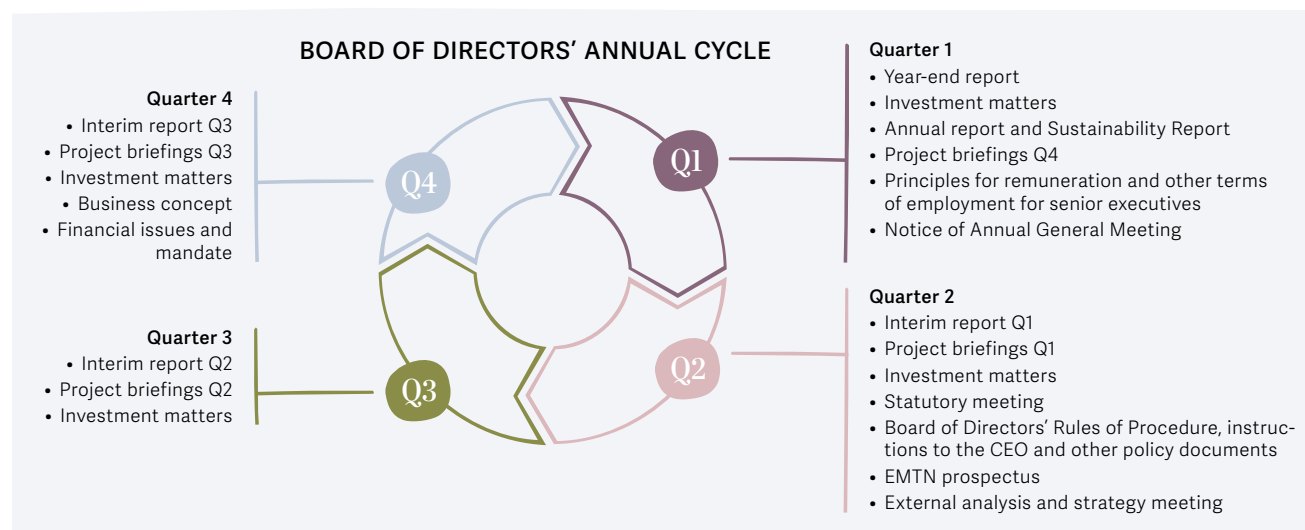 BOARD OF DIRECTORS’ ANNUAL CYCLE
Quarter 1
• Year-end report
• Investment matters
• Annual report and Sustainability Report
• Project briefings Q4
• Principles for remuneration and other terms
of employment for senior executives
• Notice of Annual General Meeting
Quarter 2
• Interim report Q1
• Project briefings Q1
• Investment matters
• Statutory meeting
• Board of Directors’ Rules of Procedure, instruc-
tions to the CEO and other policy documents
• EMTN prospectus
• External analysis and strategy meeting
Quarter 3
• Interim report Q2
• Project briefings Q2
• Investment matters
Quarter 4
• Interim report Q3
• Project briefings Q3
• Investment matters
• Business concept
• Financial issues and
mandate
Q1
Q2
Q3
Q4